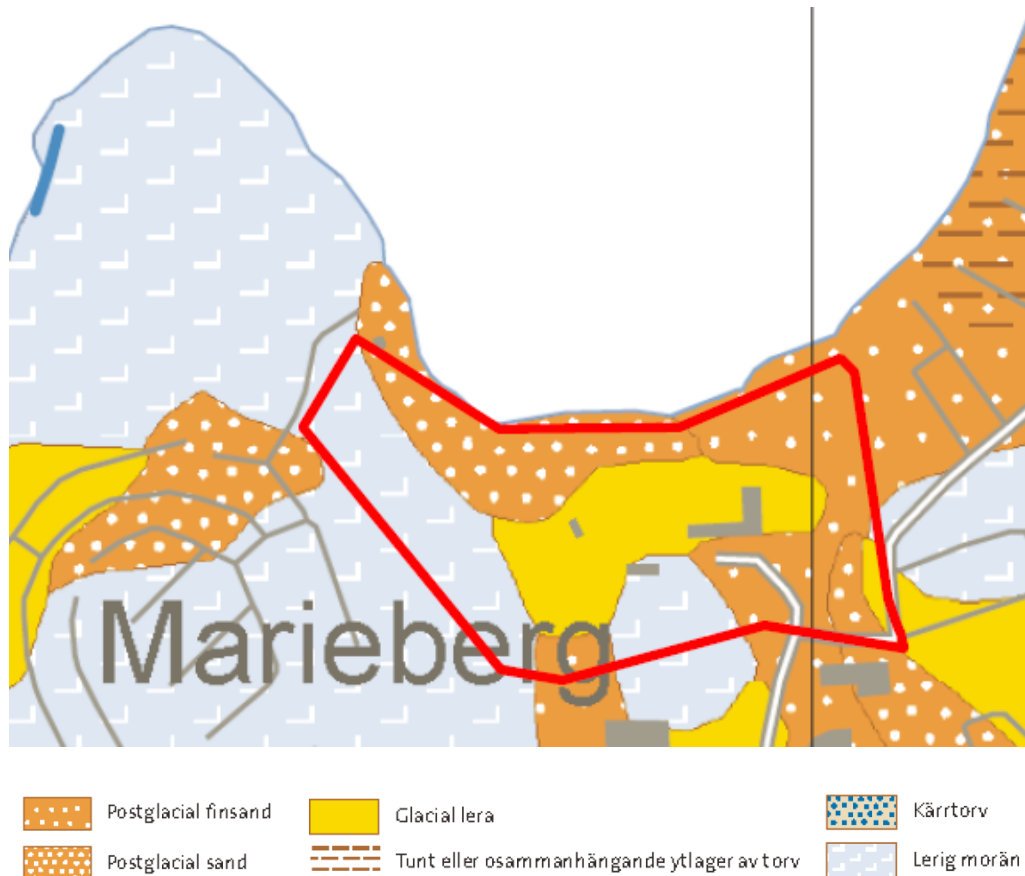 Marieberg
Postglacial finsand
Glacial lera
Kärrtorv
Postglacial sand
Tunt eller osammanhängande ytlager av torv
Lerig morän